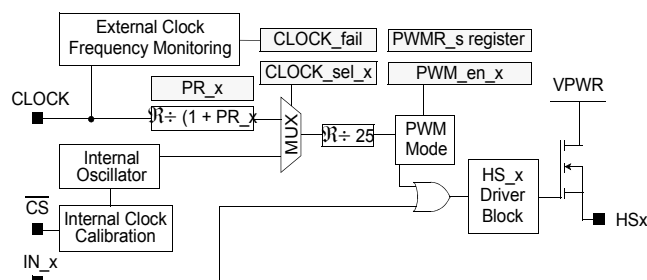 External Clock
Frequency Monitoring
CLOCK_fail
PWMR_s register
CLOCK_sel_x
PWM_en_x
PR_x
VPWR
CLOCK
ℜ÷ (1 + PR_x
MUX
ℜ÷ 25
PWM
Mode
Internal
Oscillator
HS_x
Driver
Block
CS
Internal Clock
Calibration
HSx
IN_x